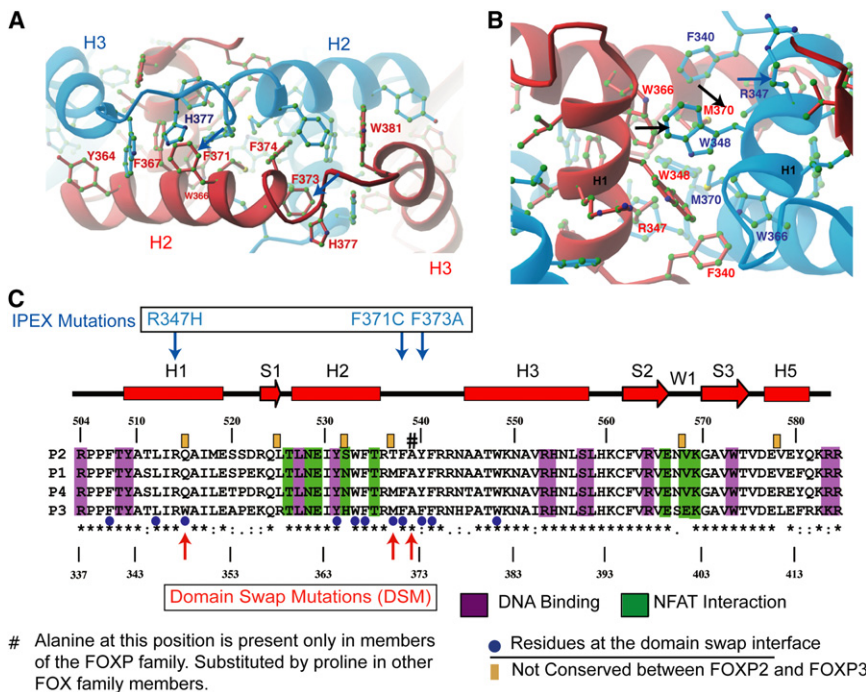 A
H3
H2
H377
Y364
F367
F371
W366
F374
W381
F373
H377
H2
H3
B
F340
W366
R347
M370
W348
H1
W348
H1
M370
R347
W366
F340
C
IPEX Mutations
R347H F371C F373A
H1 S1 H2 H3 S2 W1 S3 H5
504 510 520 530 540 550 560 570 580
#
P2 RPPFTYATLIRQAIMESSDRQLTLNEIYSWFTRTFAYFRRNAATWKNAVRHNLSLHKCFVRVENVKGAVWTVDEVEYQKRR
P1 RPPFTYASLIRQAILESPEKQLTLNEIYNWFTRMFAYFRRNAATWKNAVRHNLSLHKCFVRVENVKGAVWTVDEVEFQKRR
P4 RPPFTYASLIRQAILETPDRQLTLNEIYNWFTRMFAYFRRNTATWKNAVRHNLSLHKCFVRVENVKGAVWTVDEREYQKRR
P3 RPPFTYATLIRWAILEAPEKQRTLNEIYHWFTRMFAFFRNHPATWKNAIRHNLSLHKCFVRVESEKGAVWTVDELEFRKKR
337 343 353 363 373 383 393 403 413
Domain Swap Mutations (DSM)
DNA Binding
NFAT Interaction
# Alanine at this position is present only in members
of the FOXP family. Substituted by proline in other
FOX family members.
Residues at the domain swap interface
Not Conserved between FOXP2 and FOXP3